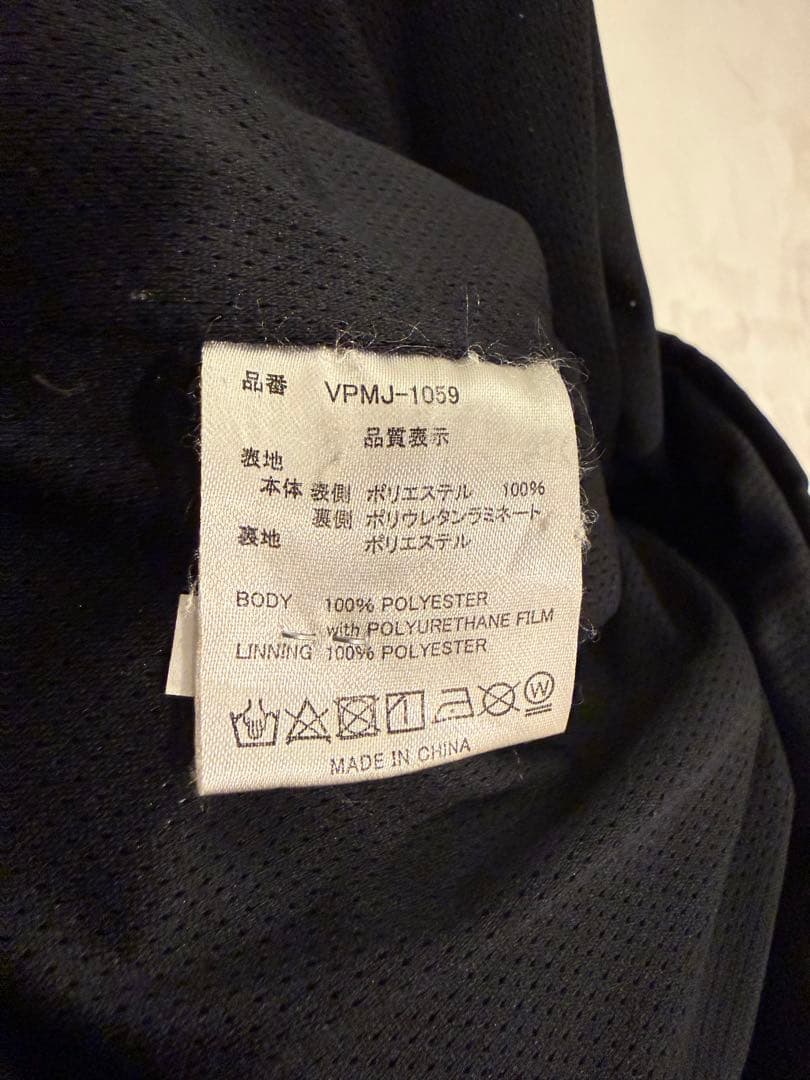 品番 VPMJ-1059
品質表示
表地
本体 表側 ポリエステル 100%
裏側 ポリウレタンラミネート
裏地 ポリエステル
BODY 100% POLYESTER
with POLYURETHANE FILM
LINNING 100% POLYESTER
W
MADE IN CHINA